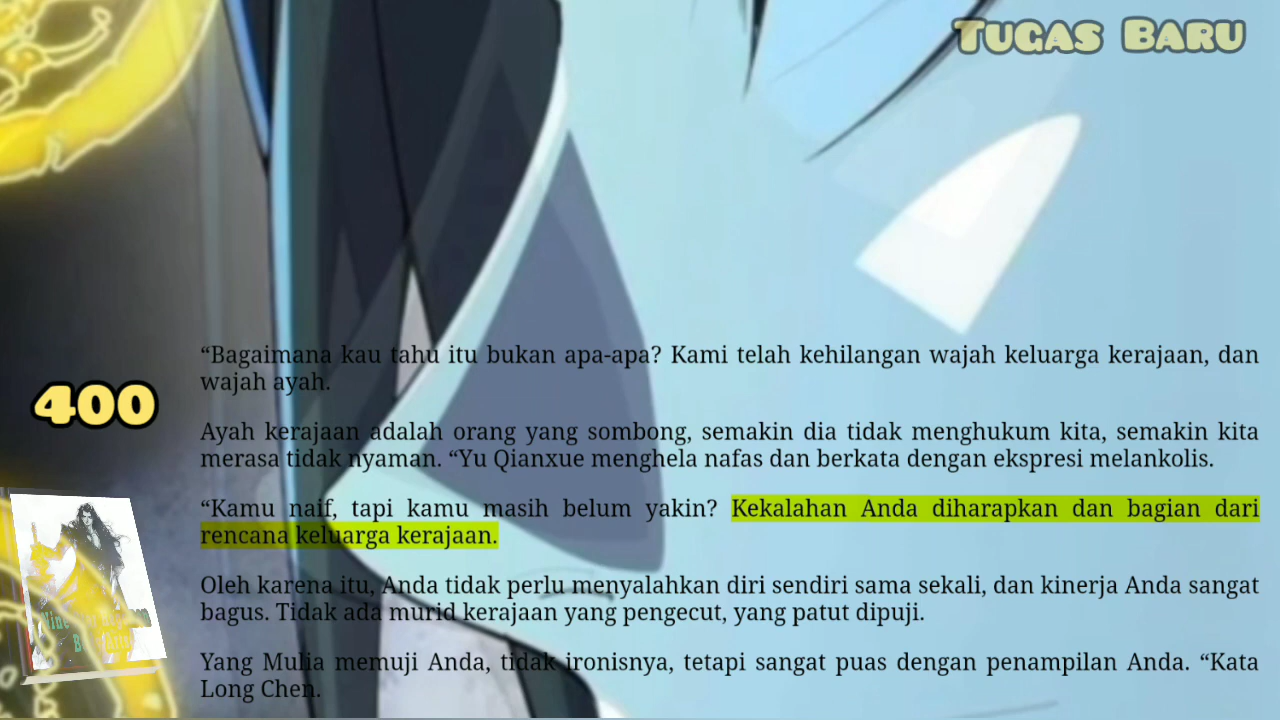 Tugas Baru
“Bagaimana kau tahu itu bukan apa-apa? Kami telah kehilangan wajah keluarga kerajaan, dan
wajah ayah.
400
Ayah kerajaan adalah orang yang sombong, semakin dia tidak menghukum kita, semakin kita
merasa tidak nyaman. “Yu Qianxue menghela nafas dan berkata dengan ekspresi melankolis.
“Kamu naif, tapi kamu masih belum yakin? Kekalahan Anda diharapkan dan bagian dari
rencana keluarga kerajaan.
Oleh karena itu, Anda tidak perlu menyalahkan diri sendiri sama sekali, dan kinerja Anda sangat
bagus. Tidak ada murid kerajaan yang pengecut, yang patut dipuji.
Yang Mulia memuji Anda, tidak ironisnya, tetapi sangat puas dengan penampilan Anda. “Kata
Long Chen.